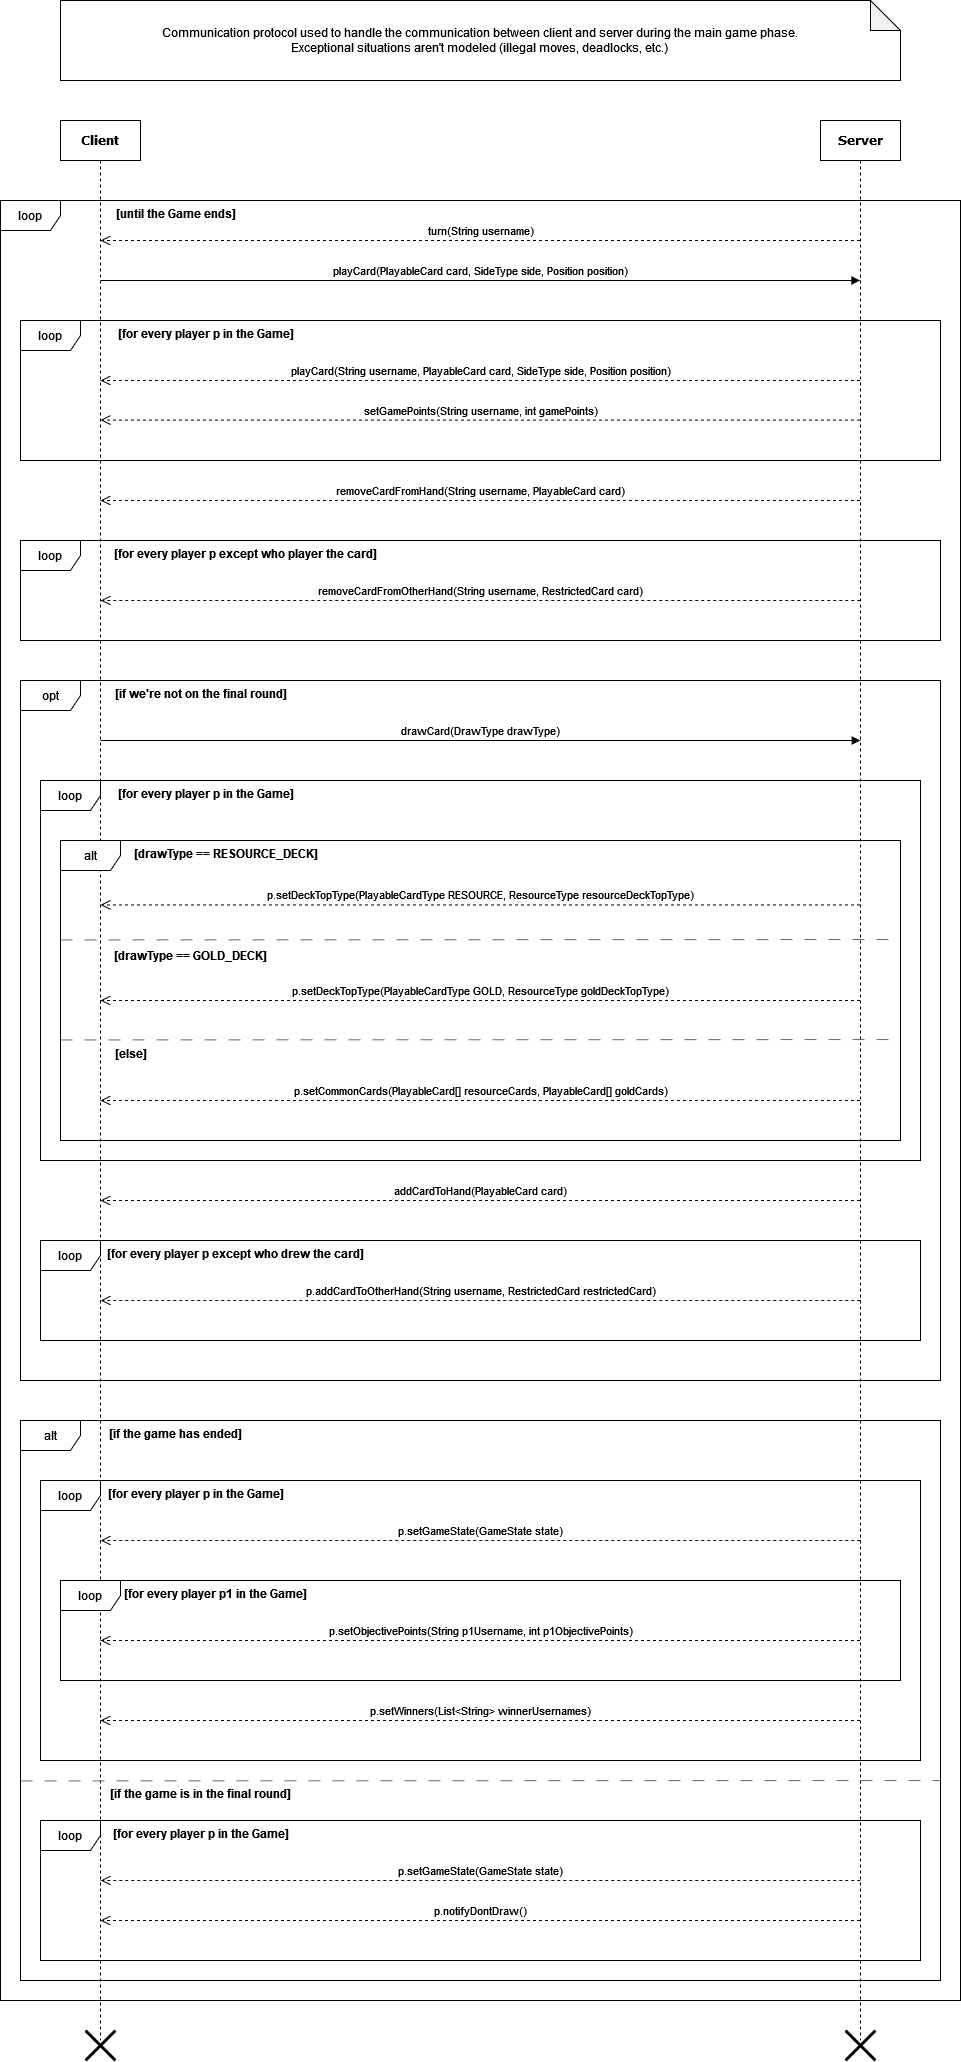 Communication protocol used to handle the communication between client and server during the main game phase.
Exceptional situations aren't modeled (illegal moves, deadlocks, etc.)
Client
Server
loop
[until the Game ends]
turn(String username)
playCard(PlayableCard card, SideType side, Position position)
loop
[for every player p in the Game]
playCard(String username, PlayableCard card, SideType side, Position position)
setGamePoints(String username, int gamePoints)
removeCardFromHand(String username, PlayableCard card)
loop
[for every player p except who player the card]
removeCardFromOtherHand(String username, RestrictedCard card)
opt
[if we're not on the final round]
drawCard(DrawType drawType)
loop
[for every player p in the Game]
alt
[drawType == RESOURCE_DECK]
p.setDeckTopType(PlayableCardType RESOURCE, ResourceType resourceDeckTopType)
[drawType == GOLD_DECK]
p.setDeckTopType(PlayableCardType GOLD, ResourceType goldDeckTopType)
[else]
p.setCommonCards(PlayableCard[] resourceCards, PlayableCard[] goldCards)
addCardToHand(PlayableCard card)
loop
[for every player p except who drew the card]
p.addCardToOtherHand(String username, RestrictedCard restrictedCard)
alt
[if the game has ended]
loop
[for every player p in the Game]
p.setGameState(GameState state)
loop
[for every player p1 in the Game]
p.setObjectivePoints(String p1Username, int p1ObjectivePoints)
p.setWinners(List<String> winnerUsernames)
[if the game is in the final round]
loop
[for every player p in the Game]
p.setGameState(GameState state)
p.notifyDontDraw()